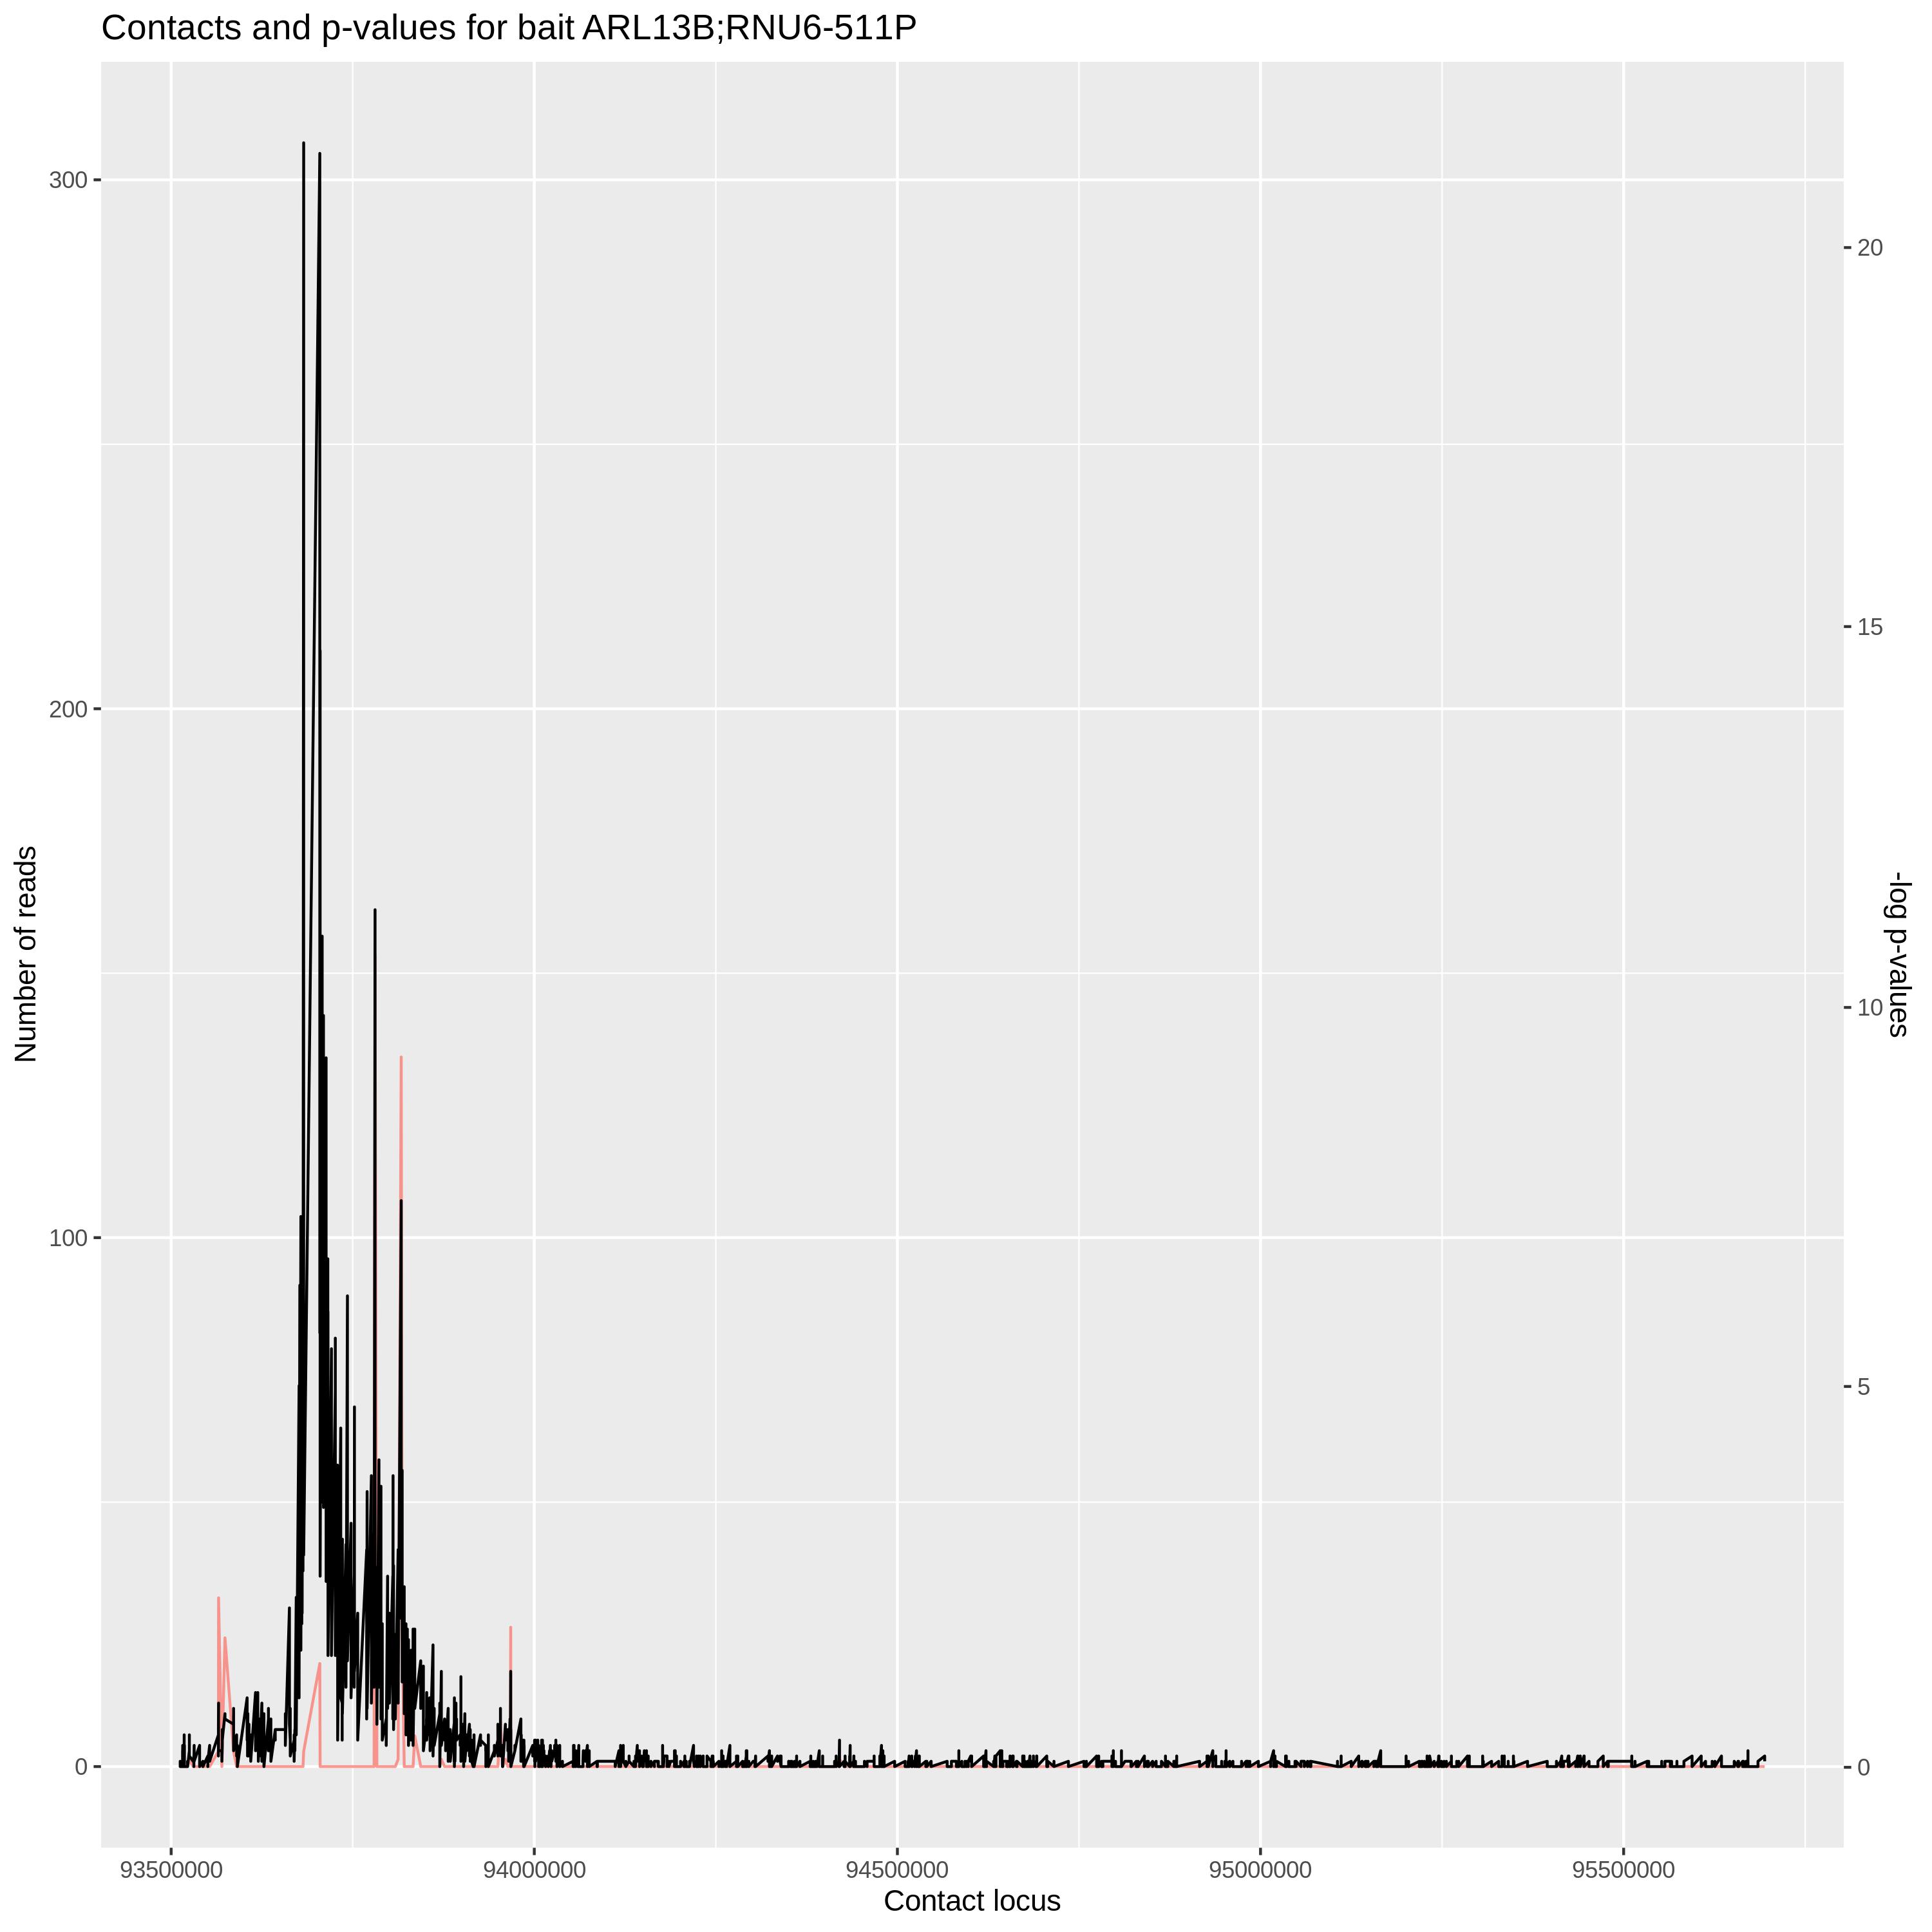 Contacts and p-values for bait ARL13B;RNU6-511P
300
200
100
0
Number of reads
20
15
10
5
0
-log p-values
93500000 94000000 94500000 95000000 95500000
Contact locus